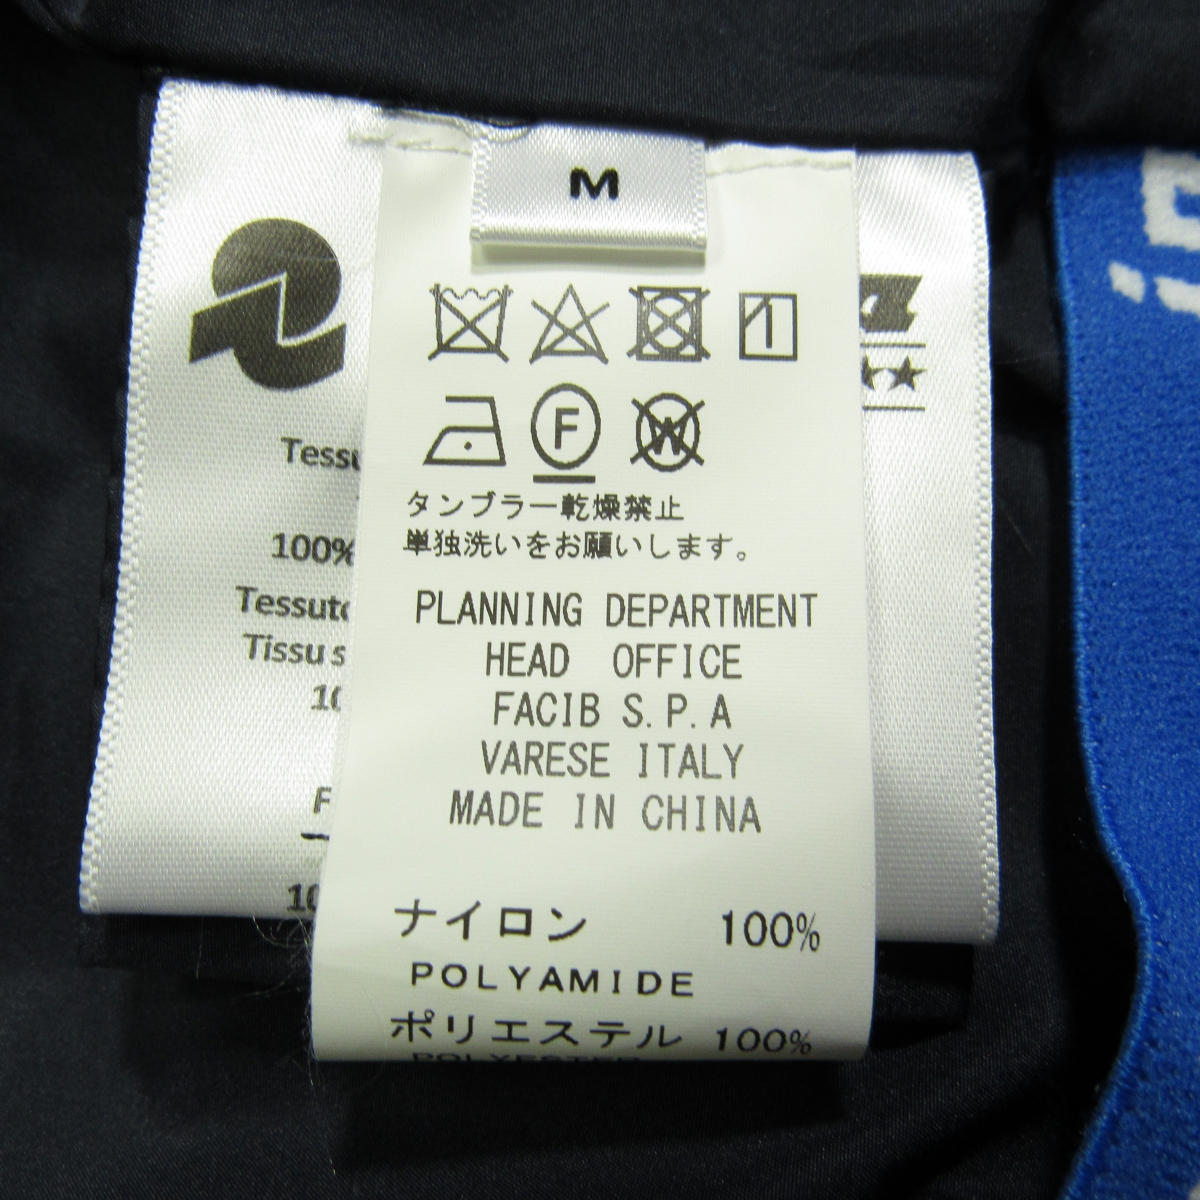 M
F
W
タンブラー乾燥禁止
単独洗いをお願いします。
PLANNING DEPARTMENT
HEAD OFFICE
FACIB S.P.A
VARESE ITALY
MADE IN CHINA
ナイロン 100%
POLYAMIDE
ポリエステル 100%
POLYESTER
100%
Tissu s